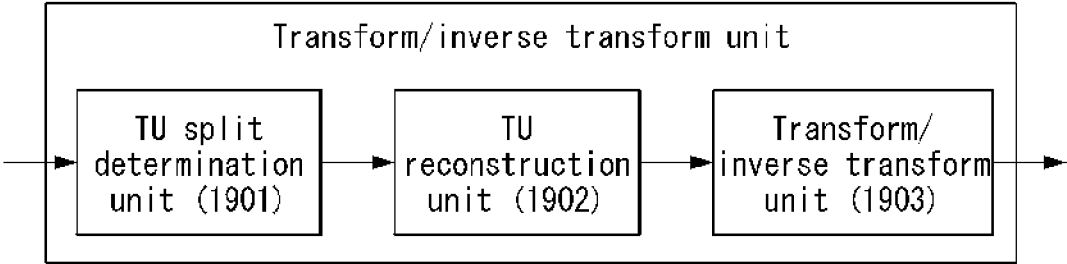 Transform/inverse transform unit
TU split
determination
unit (1901)
TU
reconstruction
unit (1902)
Transform/
inverse transform
unit (1903)